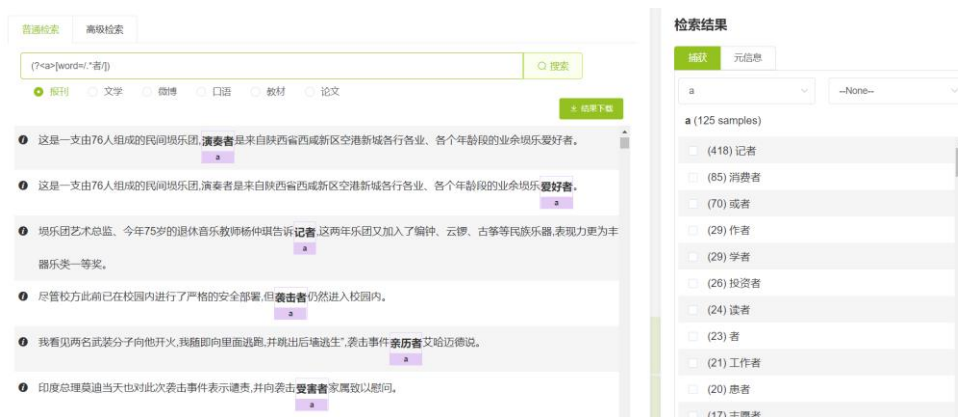 普通检索 高级检索
(?<a>[word=/.*者/])
搜索
报刊 文学 微博 口语 教材 论文
结果下载
这是一支由76人组成的民间埙乐团,演奏者是来自陕西省西咸新区空港新城各行各业、各个年龄段的业余埙乐爱好者。
a
这是一支由76人组成的民间埙乐团,演奏者是来自陕西省西咸新区空港新城各行各业、各个年龄段的业余埙乐爱好者。
a
埙乐团艺术总监、今年75岁的退休音乐教师杨仲琪告诉记者,这两年乐团又加入了编钟、云锣、古筝等民族乐器,表现力更为丰
a
器乐类一等奖。
尽管校方此前已在校园内进行了严格的安全部署,但袭击者仍然进入校园内。
a
我看见两名武装分子向他开火,我随即向里面逃跑,并跳出后墙逃生”,袭击事件亲历者艾哈迈德说。
a
印度总理莫迪当天也对此次袭击事件表示谴责,并向袭击受害者家属致以慰问。
a
检索结果
捕获 元信息
a --None--
a (125 samples)
(418) 记者
(85) 消费者
(70) 或者
(29) 作者
(29) 学者
(26) 投资者
(24) 读者
(23) 者
(21) 工作者
(20) 患者
(17) 志愿者